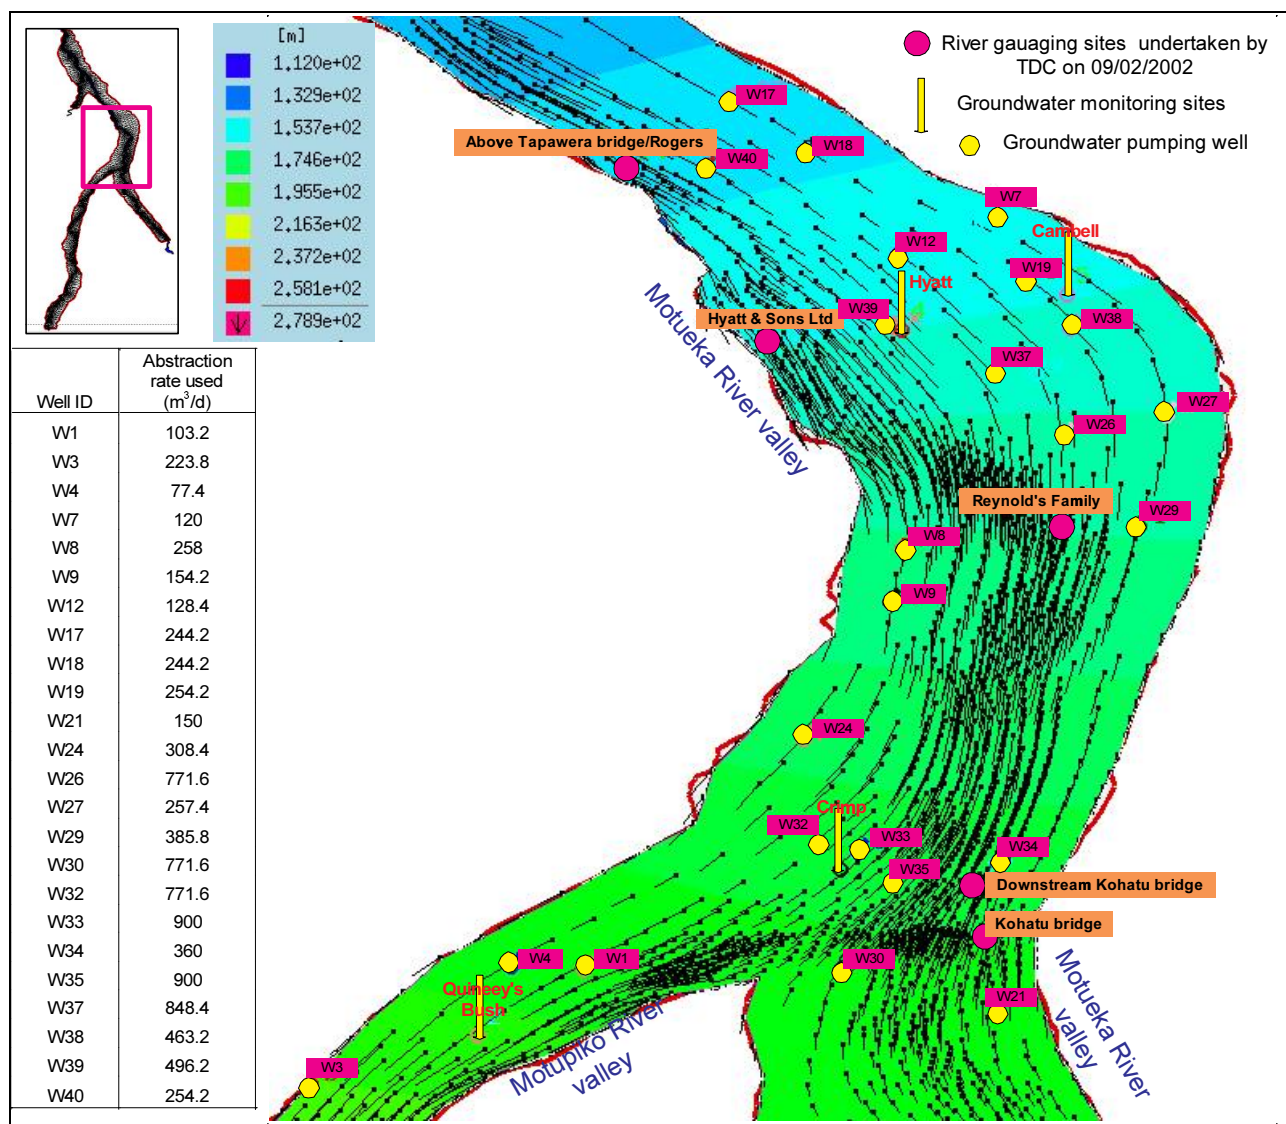 [m]
1.120e+02
1.329e+02
1.537e+02
1.746e+02
1.955e+02
2.163e+02
2.372e+02
2.581e+02
2.789e+02
River gauaging sites undertaken by
TDC on 09/02/2002
Groundwater monitoring sites
Groundwater pumping well
Well ID Abstraction
rate used
(m³/d)
W1 103.2
W3 223.8
W4 77.4
W7 120
W8 258
W9 154.2
W12 128.4
W17 244.2
W18 244.2
W19 254.2
W21 150
W24 308.4
W26 771.6
W27 257.4
W29 385.8
W30 771.6
W32 771.6
W33 900
W34 360
W35 900
W37 848.4
W38 463.2
W39 496.2
W40 254.2
W17
Above Tapawera bridge/Rogers
W18
W40
W7
Cambell
W12
W19
Hyatt
Motueka River valley
Hyatt & Sons Ltd
W39
W38
W37
W27
W26
Reynold's Family
W29
W8
W9
W24
Crimp
W32
W33
W34
W35
Downstream Kohatu bridge
Kohatu bridge
W4
W1
W30
Quineey's
Bush
W21
Motueka River
valley
Motupiko River
valley
W3